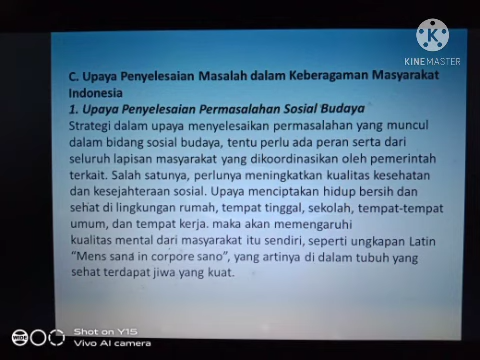 KINEMASTER
C. Upaya Penyelesaian Masalah dalam Keberagaman Masyarakat
Indonesia
1. Upaya Penyelesaian Permasalahan Sosial Budaya
Strategi dalam upaya menyelesaikan permasalahan yang muncul
dalam bidang sosial budaya, tentu perlu ada peran serta dari
seluruh lapisan masyarakat yang dikoordinasikan oleh pemerintah
terkait. Salah satunya, perlunya meningkatkan kualitas kesehatan
dan kesejahteraan sosial. Upaya menciptakan hidup bersih dan
sehat di lingkungan rumah, tempat tinggal, sekolah, tempat-tempat
umum, dan tempat kerja. maka akan memengaruhi
kualitas mental dari masyarakat itu sendiri, seperti ungkapan Latin
“Mens sana in corpore sano”, yang artinya di dalam tubuh yang
sehat terdapat jiwa yang kuat.
WIDE
Shot on Y15
Vivo AI camera